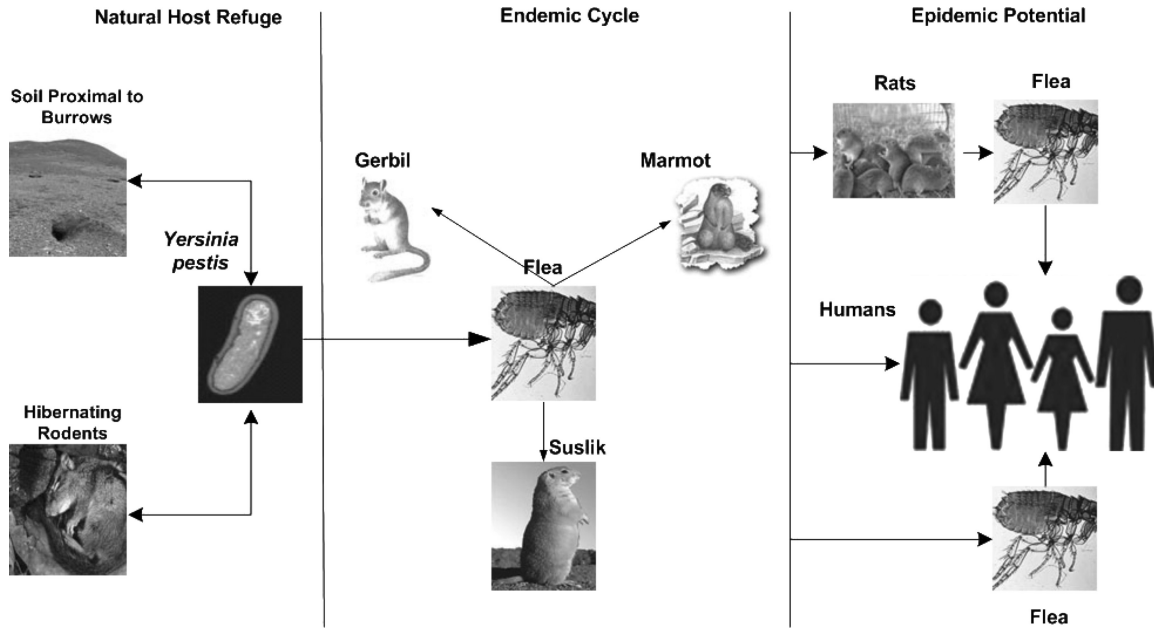 Natural Host Refuge
Endemic Cycle
Epidemic Potential
Soil Proximal to
Burrows
Yersinia
pestis
Hibernating
Rodents
Gerbil
Marmot
Flea
Suslik
Rats
Flea
Humans
Flea